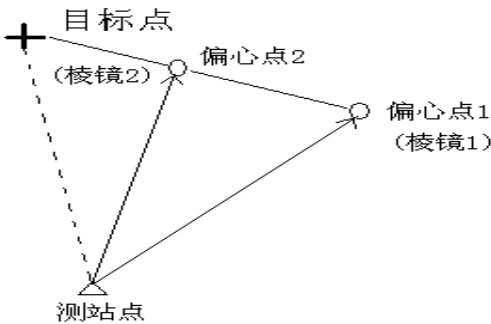 目标点
偏心点2
（棱镜2）
偏心点1
（棱镜1）
测站点